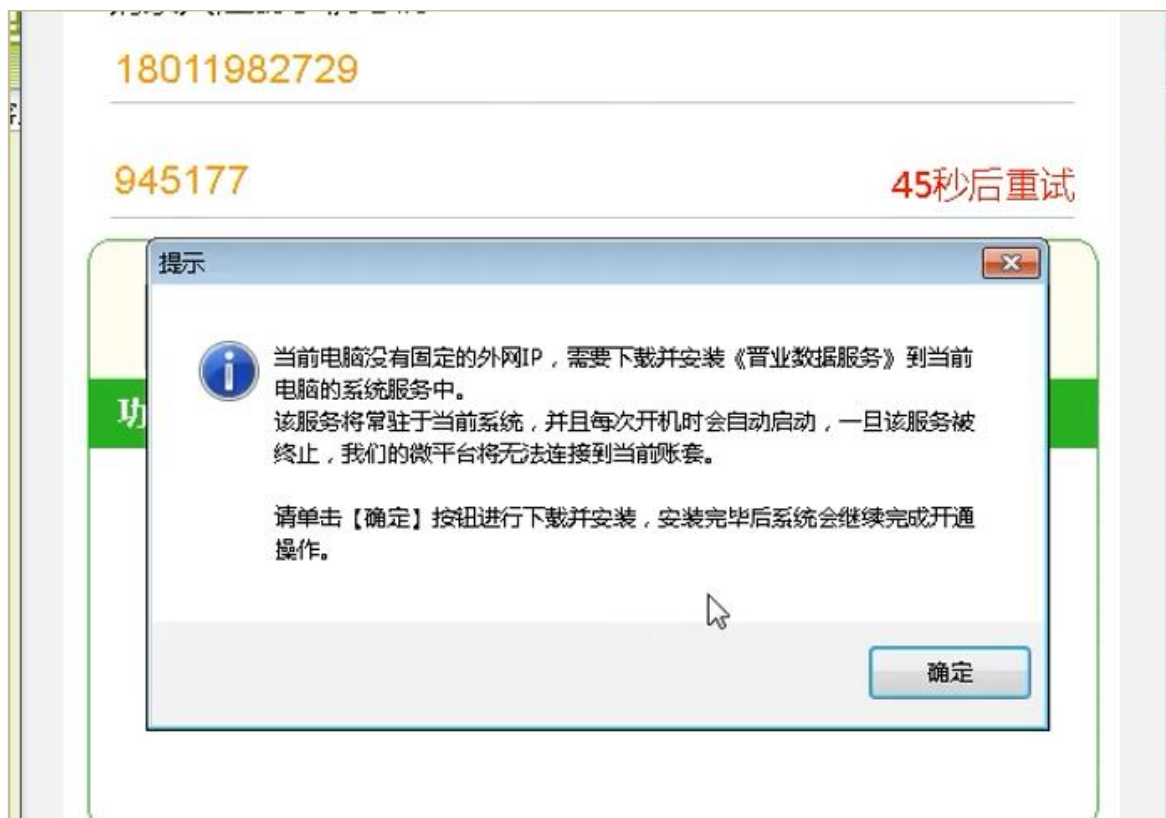 18011982729
945177
45秒后重试
提示
当前电脑没有固定的外网IP，需要下载并安装《晋业数据服务》到当前
电脑的系统服务中。
该服务将常驻于当前系统，并且每次开机时会自动启动，一旦该服务被
终止，我们的微平台将无法连接到当前账套。
请单击【确定】按钮进行下载并安装，安装完毕后系统会继续完成开通
操作。
功
确定